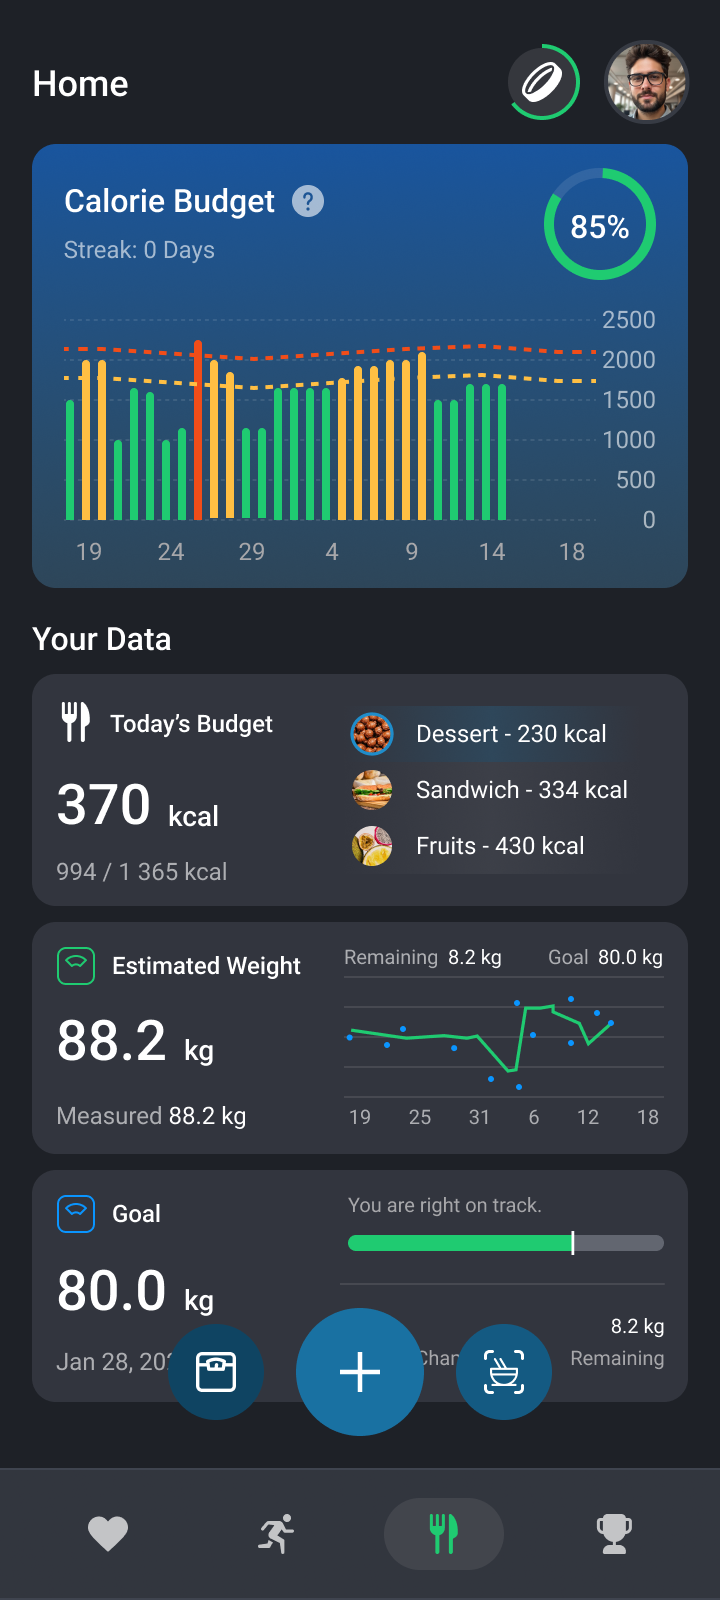 Home
Calorie Budget ?
Streak: 0 Days
85%
2500
2000
1500
1000
500
0
19 24 29 4 9 14 18
Your Data
Today’s Budget
370 kcal
994 / 1 365 kcal
Dessert - 230 kcal
Sandwich - 334 kcal
Fruits - 430 kcal
Estimated Weight
88.2 kg
Measured 88.2 kg
Remaining 8.2 kg Goal 80.0 kg
19 25 31 6 12 18
Goal
80.0 kg
Jan 28,
You are right on track.
8.2 kg
Remaining